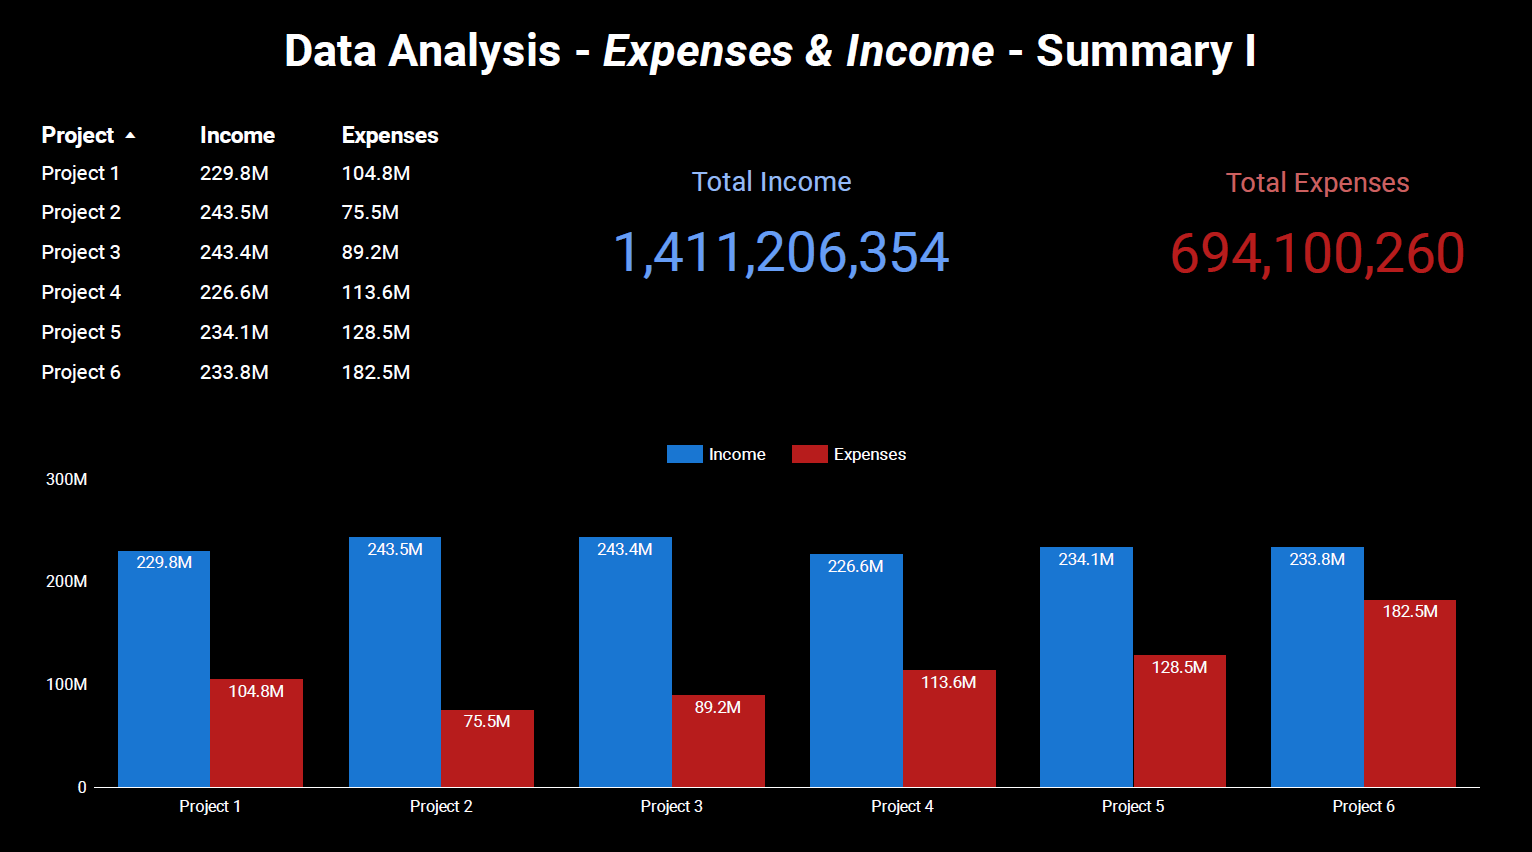 Data Analysis - Expenses & Income - Summary I
Project Income Expenses
Project 1 229.8M 104.8M
Project 2 243.5M 75.5M
Project 3 243.4M 89.2M
Project 4 226.6M 113.6M
Project 5 234.1M 128.5M
Project 6 233.8M 182.5M
Total Income
1,411,206,354
Total Expenses
694,100,260
Income Expenses
300M
200M
100M
0
229.8M 104.8M
243.5M 75.5M
243.4M 89.2M
226.6M 113.6M
234.1M 128.5M
233.8M 182.5M
Project 1 Project 2 Project 3 Project 4 Project 5 Project 6